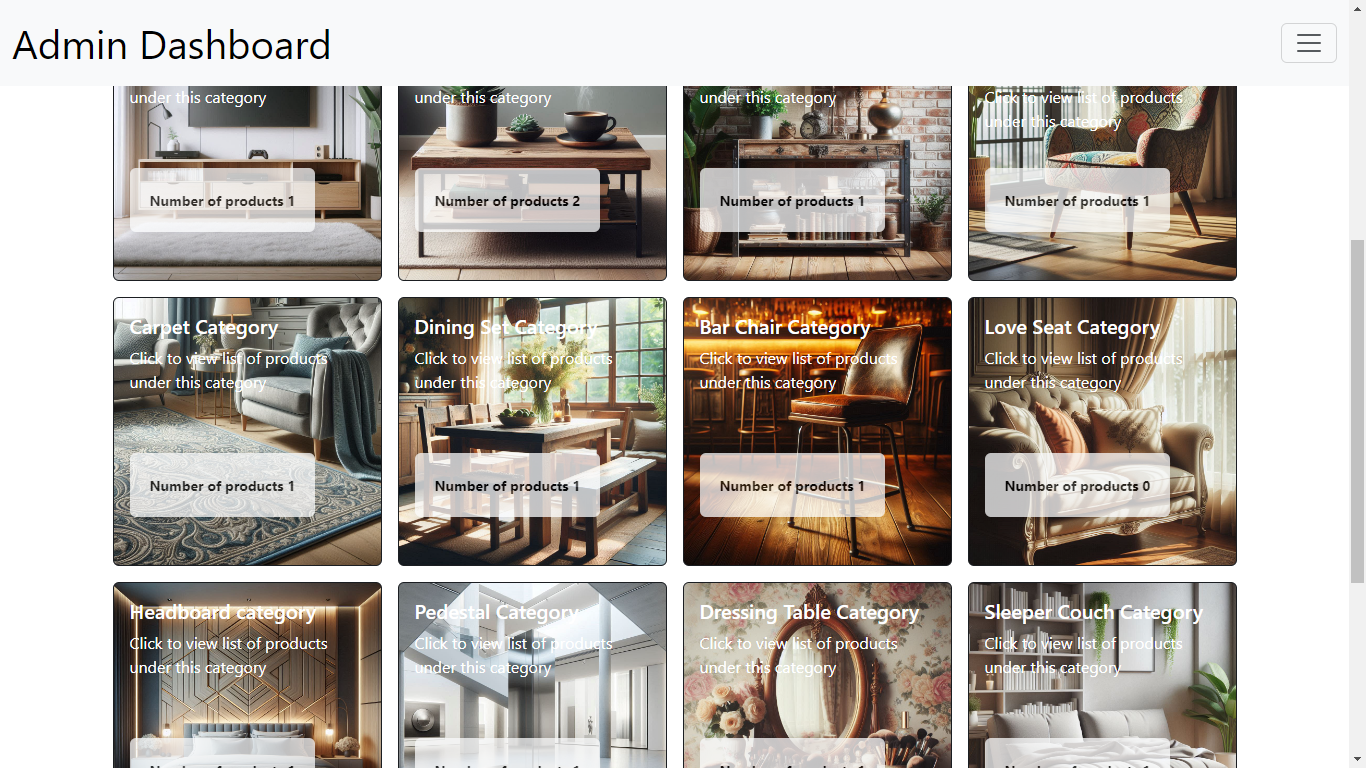 Admin Dashboard
under this category
under this category
under this category
Click to view list of products
under this category
Number of products 1
Number of products 2
Number of products 1
Number of products 1
Carpet Category
Click to view list of products
under this category
Number of products 1
Dining Set Category
Click to view list of products
under this category
Number of products 1
Bar Chair Category
Click to view list of products
under this category
Number of products 1
Love Seat Category
Click to view list of products
under this category
Number of products 0
Headboard category
Click to view list of products
under this category
Pedestal Category
Click to view list of products
under this category
Dressing Table Category
Click to view list of products
under this category
Sleeper Couch Category
Click to view list of products
under this category